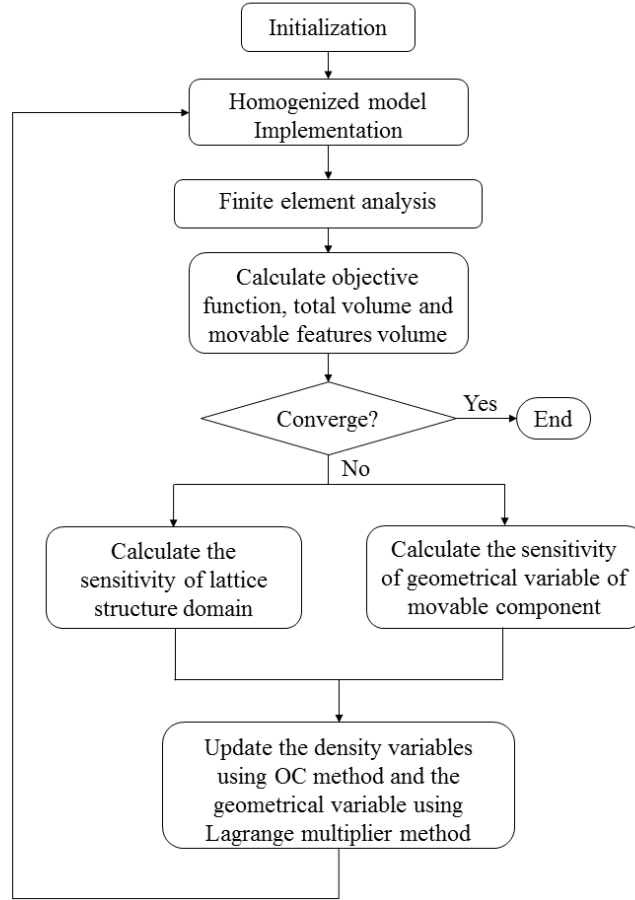 Initialization
Homogenized model
Implementation
Finite element analysis
Calculate objective
function, total volume and
movable features volume
Converge?
Yes
End
No
Calculate the
sensitivity of lattice
structure domain
Calculate the sensitivity
of geometrical variable of
movable component
Update the density variables
using OC method and the
geometrical variable using
Lagrange multiplier method